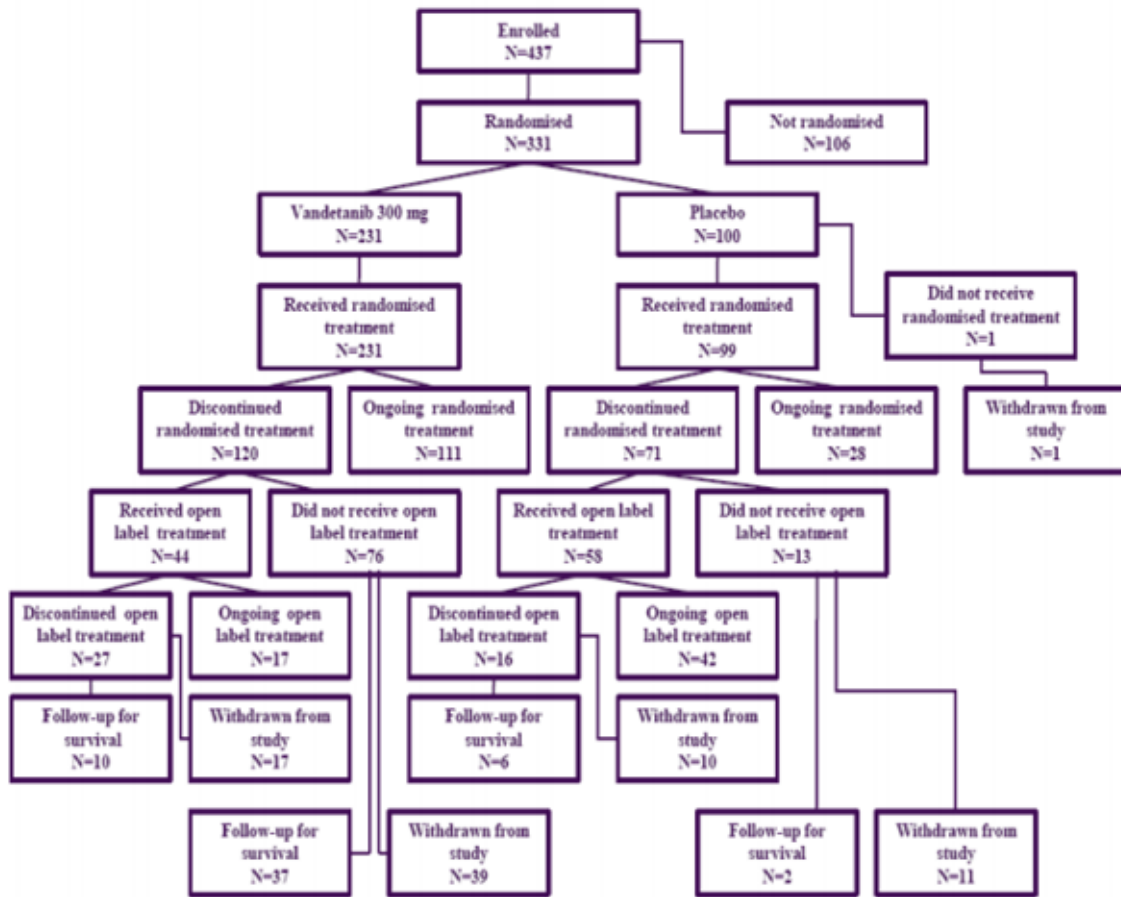 Enrolled
N=437
Randomised
N=331
Not randomised
N=106
Vandetanib 300 mg
N=231
Placebo
N=100
Received randomised
treatment
N=231
Received randomised
treatment
N=99
Did not receive
randomised treatment
N=1
Discontinued
randomised treatment
N=120
Ongoing randomised
treatment
N=111
Discontinued
randomised treatment
N=71
Ongoing randomised
treatment
N=28
Withdrawn from
study
N=1
Received open
label treatment
N=44
Did not receive open
label treatment
N=76
Received open label
treatment
N=58
Did not receive open
label treatment
N=13
Discontinued open
label treatment
N=27
Ongoing open
label treatment
N=17
Discontinued open
label treatment
N=16
Ongoing open
label treatment
N=42
Follow-up for
survival
N=10
Withdrawn from
study
N=17
Follow-up for
survival
N=6
Withdrawn from
study
N=10
Follow-up for
survival
N=37
Withdrawn from
study
N=39
Follow-up for
survival
N=2
Withdrawn from
study
N=11